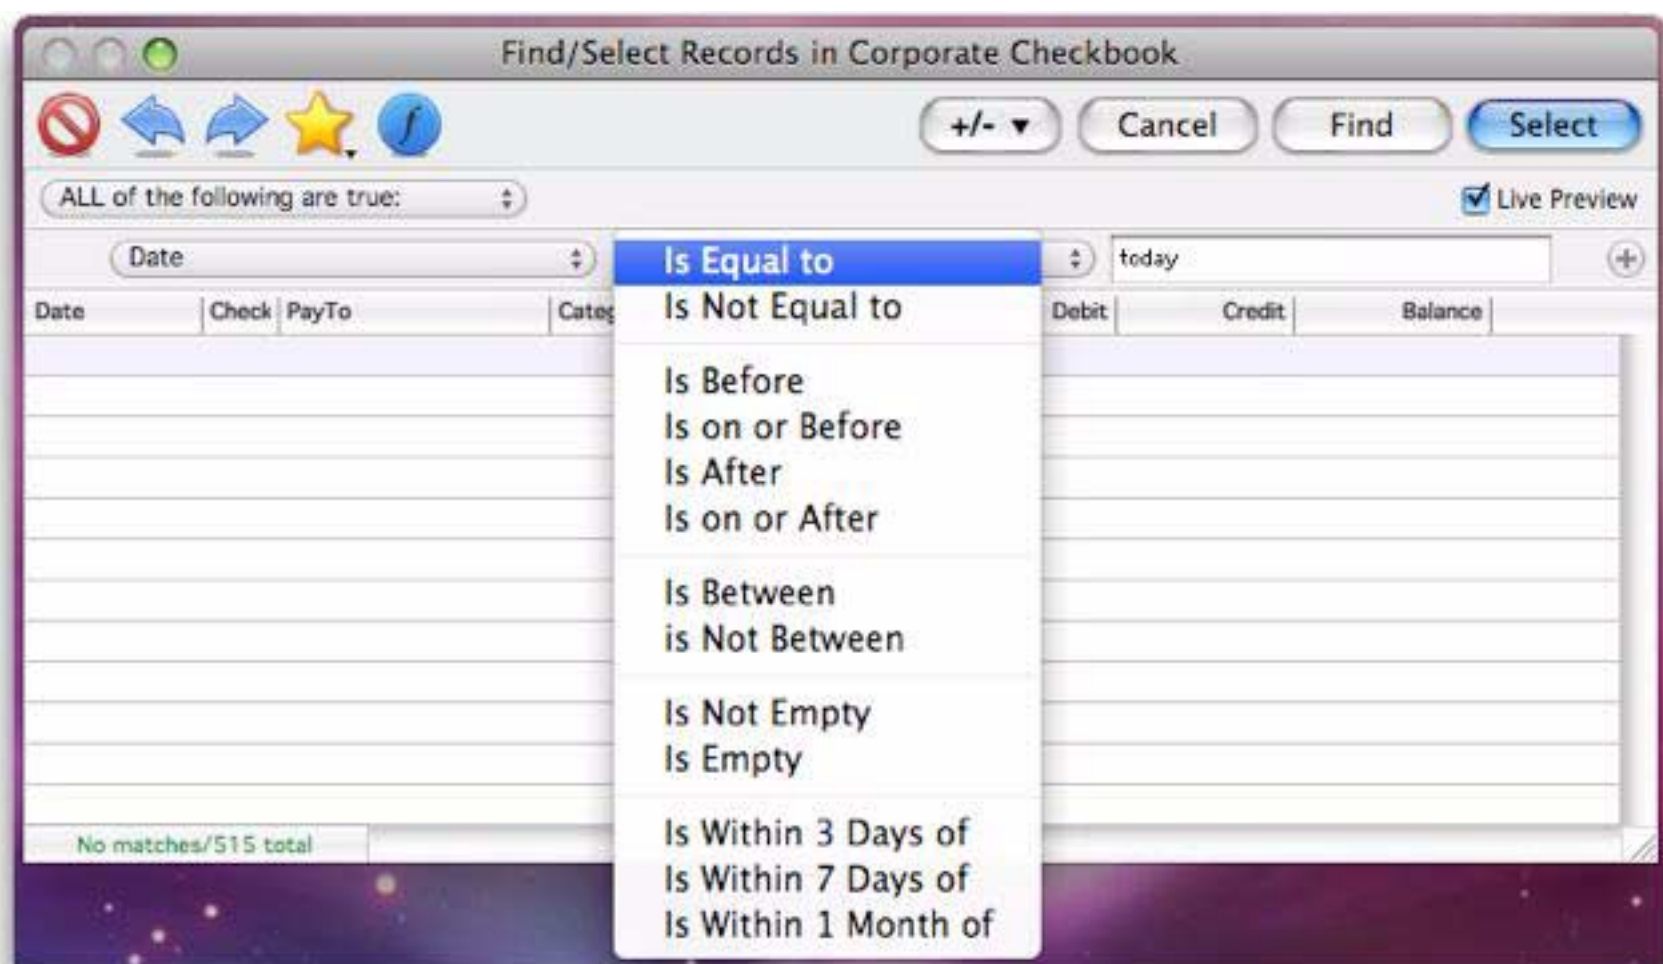 Find/Select Records in Corporate Checkbook
f
+/- ▼ Cancel Find Select
ALL of the following are true: Live Preview
Date Is Equal to today
Is Not Equal to
Date Check PayTo Categ Debit Credit Balance
Is Before
Is on or Before
Is After
Is on or After
Is Between
is Not Between
Is Not Empty
Is Empty
Is Within 3 Days of
No matches/515 total
Is Within 7 Days of
Is Within 1 Month of